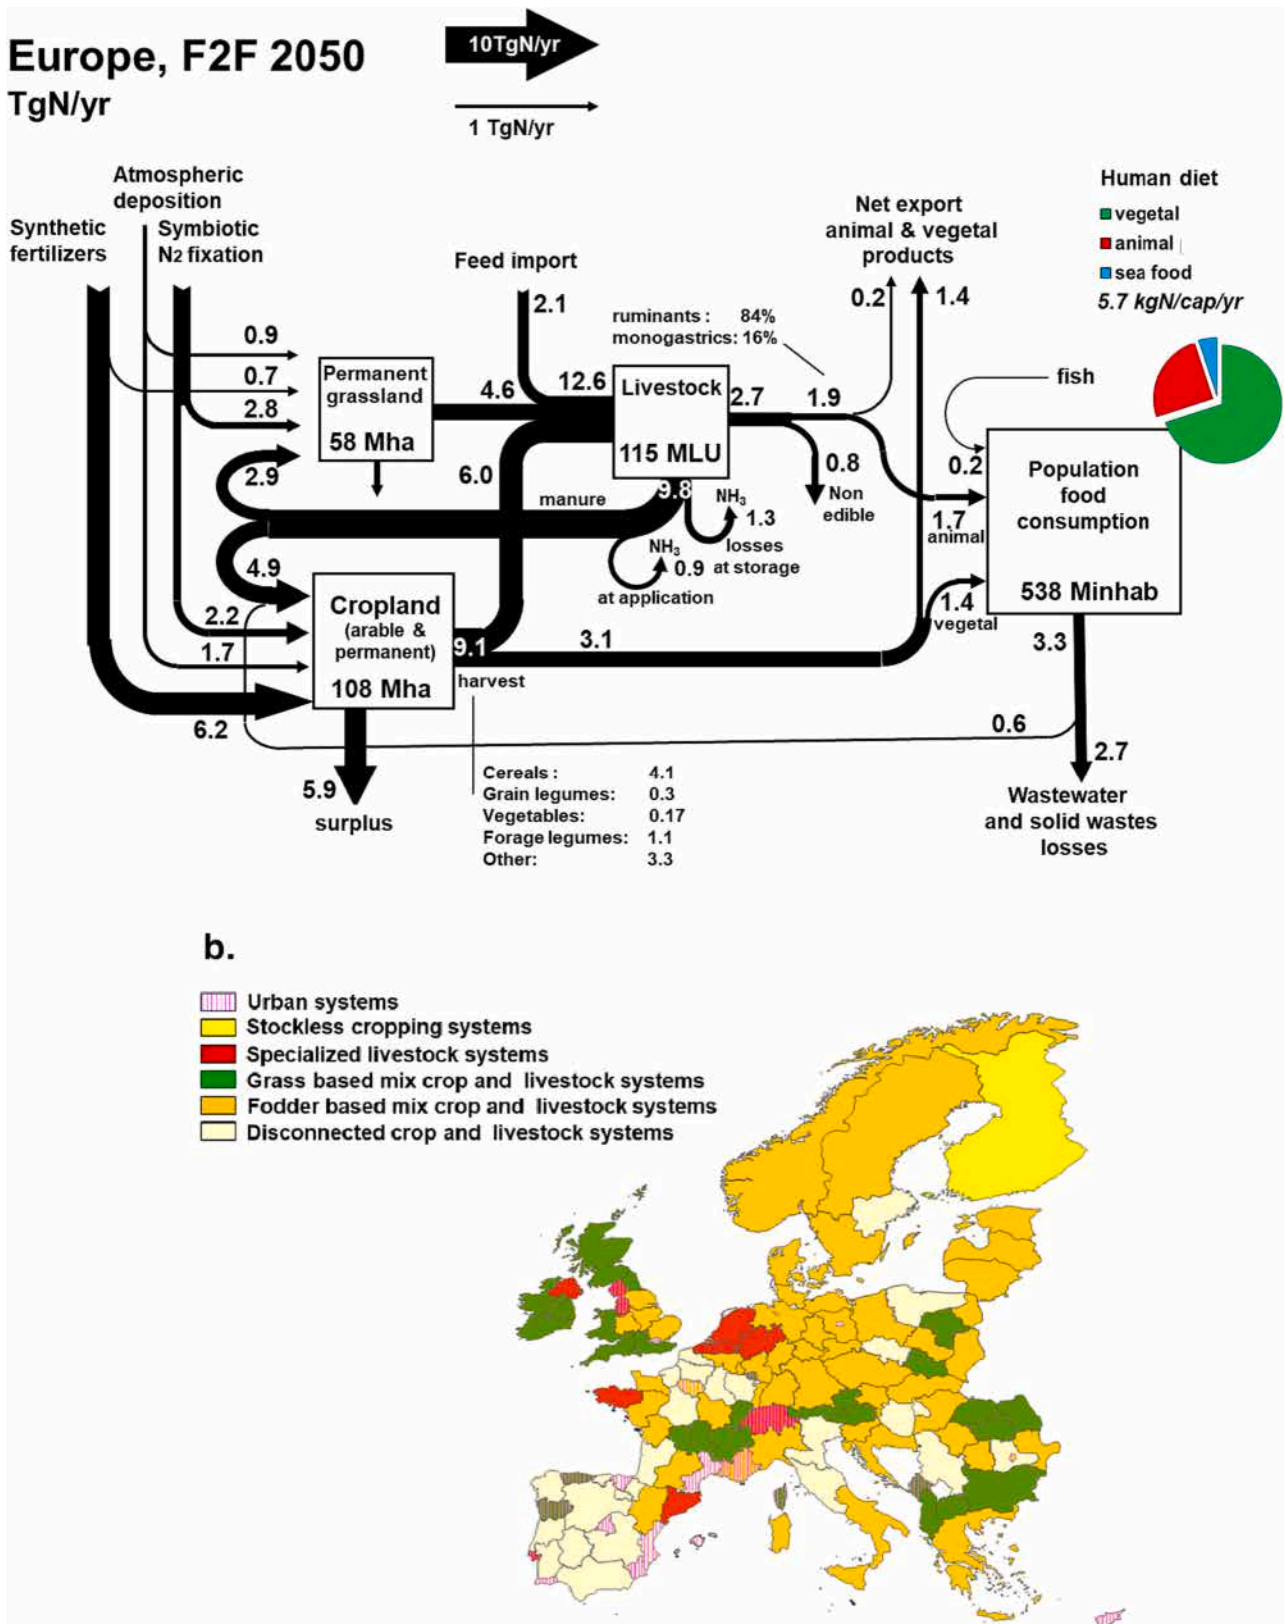 Europe, F2F 2050
TgN/yr
10TgN/yr
1 TgN/yr
Atmospheric
deposition
Synthetic
fertilizers
Symbiotic
N2 fixation
Feed import
2.1
Net export
animal & vegetal
products
0.2
1.4
Human diet
vegetal
animal
sea food
5.7 kgN/cap/yr
ruminants : 84%
monogastrics: 16%
0.9
0.7
2.8
2.9
Permanent
grassland
58 Mha
4.6
12.6
6.0
Livestock
115 MLU
2.7
1.9
0.8
Non
edible
fish
0.2
Population
food
consumption
538 Minhab
1.7
animal
1.4
vegetal
manure
9.8
NH3
1.3
losses
at storage
NH3
0.9
at application
4.9
2.2
1.7
6.2
Cropland
(arable &
permanent)
108 Mha
9.1
harvest
3.1
3.3
0.6
2.7
Wastewater
and solid wastes
losses
5.9
surplus
Cereals : 4.1
Grain legumes: 0.3
Vegetables: 0.17
Forage legumes: 1.1
Other: 3.3
b.
Urban systems
Stockless cropping systems
Specialized livestock systems
Grass based mix crop and livestock systems
Fodder based mix crop and livestock systems
Disconnected crop and livestock systems